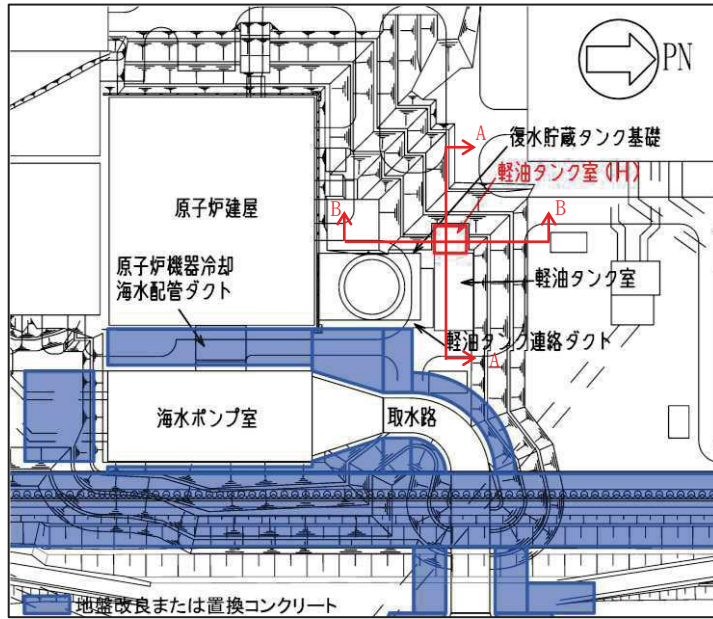 PN
A
復水貯蔵タンク基礎
軽油タンク室(H)
B
B
原子炉建屋
原子炉機器冷却
海水配管ダクト
軽油タンク室
軽油タンク連絡ダクト
A
海水ポンプ室
取水路
地盤改良または置換コンクリート